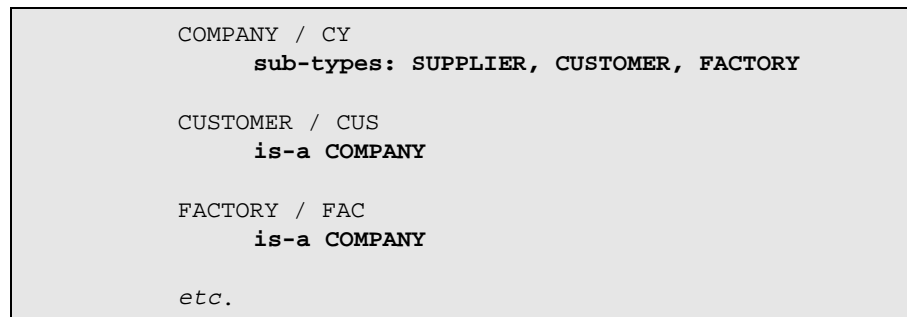 COMPANY / CY
sub-types: SUPPLIER, CUSTOMER, FACTORY
CUSTOMER / CUS
is-a COMPANY
FACTORY / FAC
is-a COMPANY
etc.